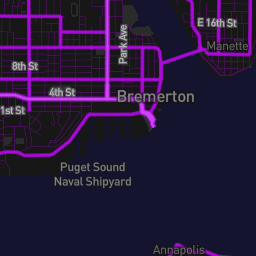 E 16th St
Park Ave
Manette
8th St
4th St
Bremerton
1st St
Puget Sound
Naval Shipyard
Annapolis